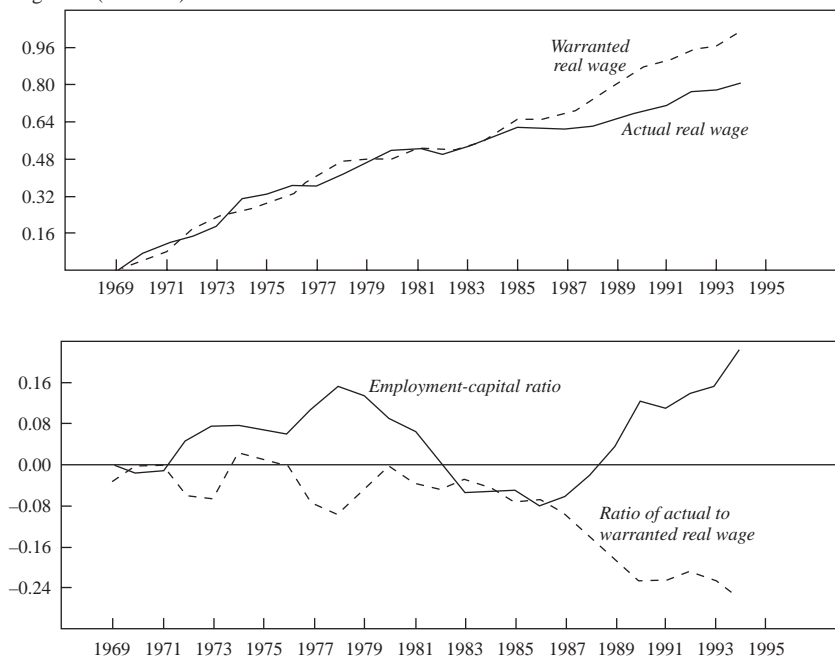 0.96
0.80
0.64
0.48
0.32
0.16
Warranted
real wage
Actual real wage
1969 1971 1973 1975 1977 1979 1981 1983 1985 1987 1989 1991 1993 1995
0.16
0.08
0.00
–0.08
–0.16
–0.24
Employment-capital ratio
Ratio of actual to
warranted real wage
1969 1971 1973 1975 1977 1979 1981 1983 1985 1987 1989 1991 1993 1995